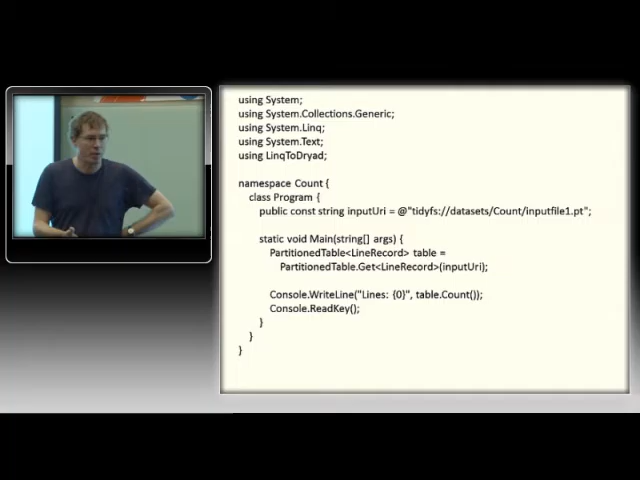 using System;
using System.Collections.Generic;
using System.Linq;
using System.Text;
using LinqToDryad;
namespace Count {
class Program {
public const string inputUri = @"tidyfs://datasets/Count/inputfile1.pt";
static void Main(string[] args) {
PartitionedTable<LineRecord> table =
PartitionedTable.Get<LineRecord>(inputUri);
Console.WriteLine("Lines: {0}", table.Count());
Console.ReadKey();
}
}
}